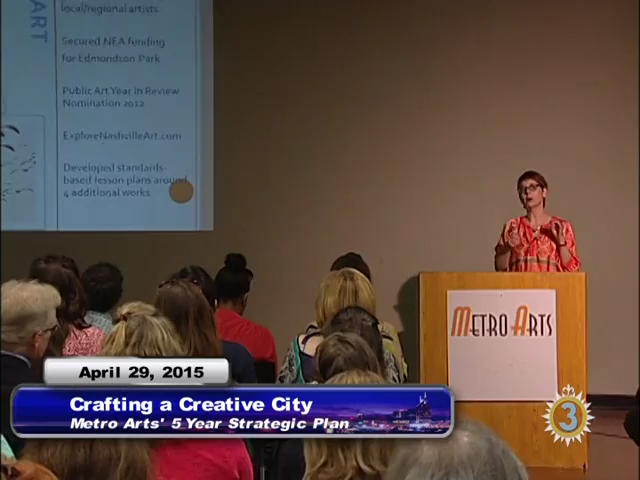 ART
local/regional artists
Secured NEA funding
for Edmondson Park
Public Art Year in Review
Nomination 2012
ExploreNashvilleArt.com
Developed standards-
based lesson plans around
4 additional works
METRO ARTS
April 29, 2015
Crafting a Creative City
Metro Arts' 5 Year Strategic Plan
3